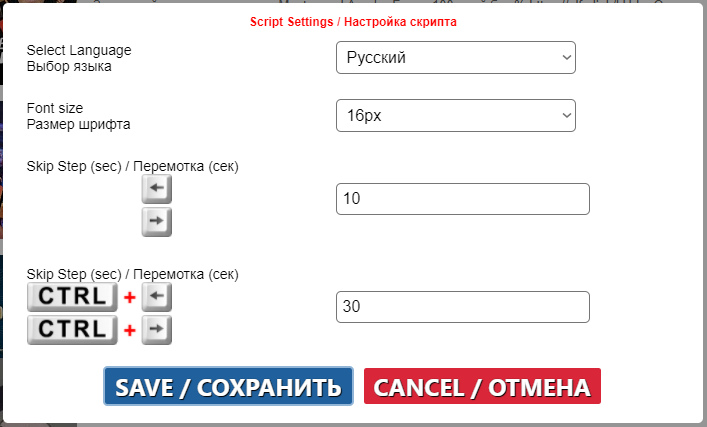 Script Settings / Настройка скрипта
Select Language
Выбор языка
Русский
Font size
Размер шрифта
16px
Skip Step (sec) / Перемотка (сек)
←
→
10
Skip Step (sec) / Перемотка (сек)
CTRL + ←
CTRL + →
30
SAVE / СОХРАНИТЬ
CANCEL / ОТМЕНА